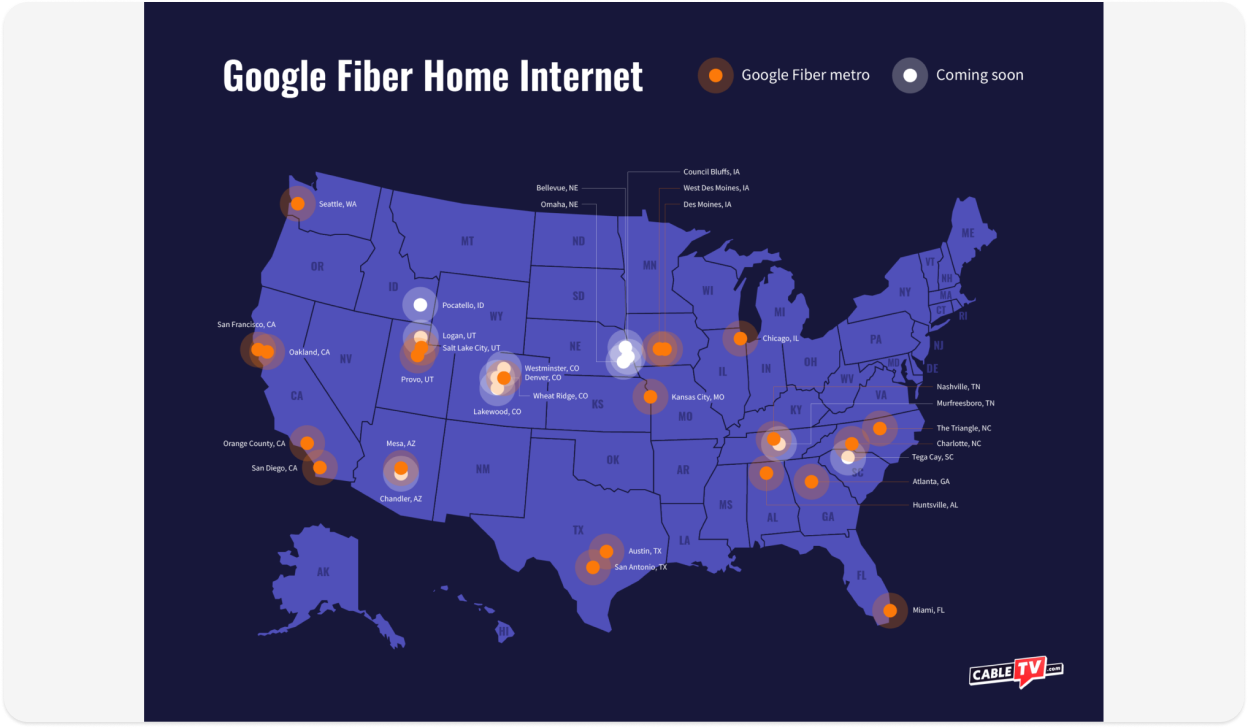 Google Fiber Home Internet
Google Fiber metro
Coming soon
Council Bluffs, IA
Bellevue, NE
West Des Moines, IA
Omaha, NE
Des Moines, IA
Seattle, WA
ME
MT
ND
VT
MN
OR
NH
ID
SD
WI
NY
MA
Pocatello, ID
CT
WY
MI
RI
San Francisco, CA
Logan, UT
Chicago, IL
PA
NE
NJ
Salt Lake City, UT
Oakland, CA
NV
OH
MD
IL
IN
DE
Westminster, CO
Denver, CO
Provo, UT
WV
Nashville, TN
CA
Wheat Ridge, CO
Kansas City, MO
VA
KS
Murfreesboro, TN
Lakewood, CO
KY
MO
The Triangle, NC
Orange County, CA
Mesa, AZ
Charlotte, NC
OK
Tega Cay, SC
San Diego, CA
NM
AR
SC
Atlanta, GA
Chandler, AZ
MS
Huntsville, AL
AL
GA
TX
LA
Austin, TX
San Antonio, TX
AK
FL
Miami, FL
HI
CABLE TV.com